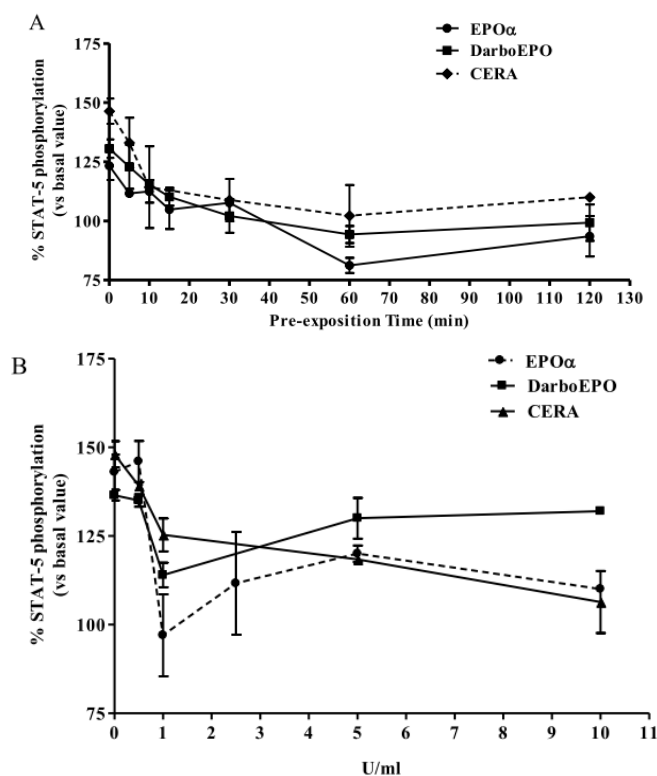 A
EPOα
DarboEPO
CERA
% STAT-5 phosphorylation
(vs basal value)
175
150
125
100
75
0 10 20 30 40 50 60 70 80 90 100 110 120 130
Pre-exposition Time (min)
B
EPOα
DarboEPO
CERA
% STAT-5 phosphorylation
(vs basal value)
175
150
125
100
75
0 1 2 3 4 5 6 7 8 9 10 11
U/ml